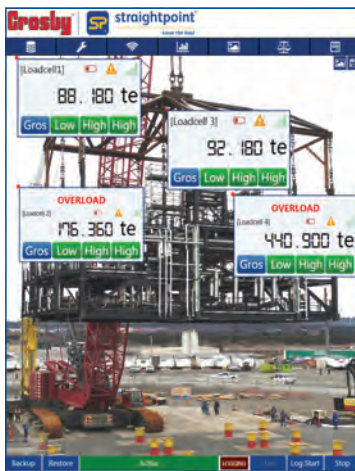 Crosby SP straightpoint
[Loadcell1]
88.180 te
Gros Low High High
[Loadcell 3]
92.180 te
Gros Low High High
OVERLOAD
[Loadcell-2]
176.360 te
Gros Low High High
OVERLOAD
440.900 te
Gros Low High High
Backup Restore Active LOGGING Log Start Stop